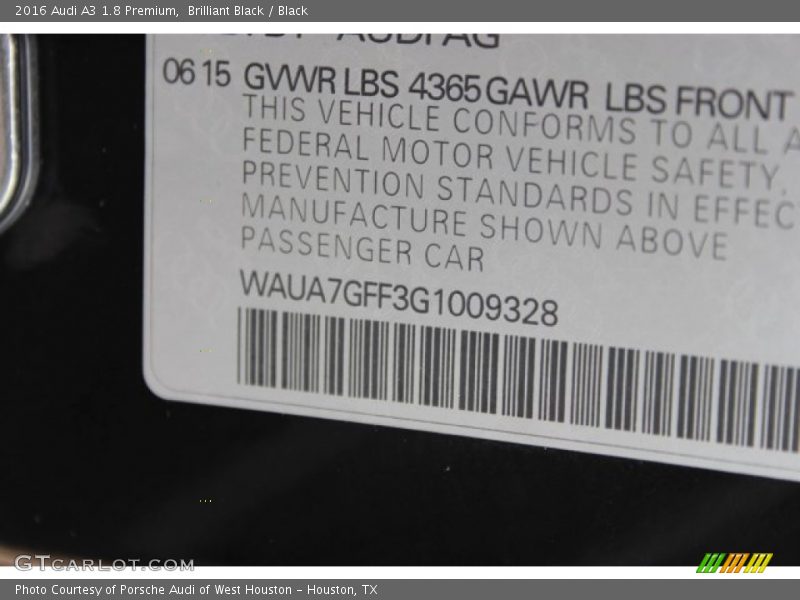 2016 Audi A3 1.8 Premium, Brilliant Black / Black
AUDI AG
06 15 GVWR LBS 4365 GAWR LBS FRONT
THIS VEHICLE CONFORMS TO ALL A
FEDERAL MOTOR VEHICLE SAFETY,
PREVENTION STANDARDS IN EFFEC
MANUFACTURE SHOWN ABOVE
PASSENGER CAR
WAUA7GFF3G1009328
GTCARLOT.COM
Photo Courtesy of Porsche Audi of West Houston - Houston, TX